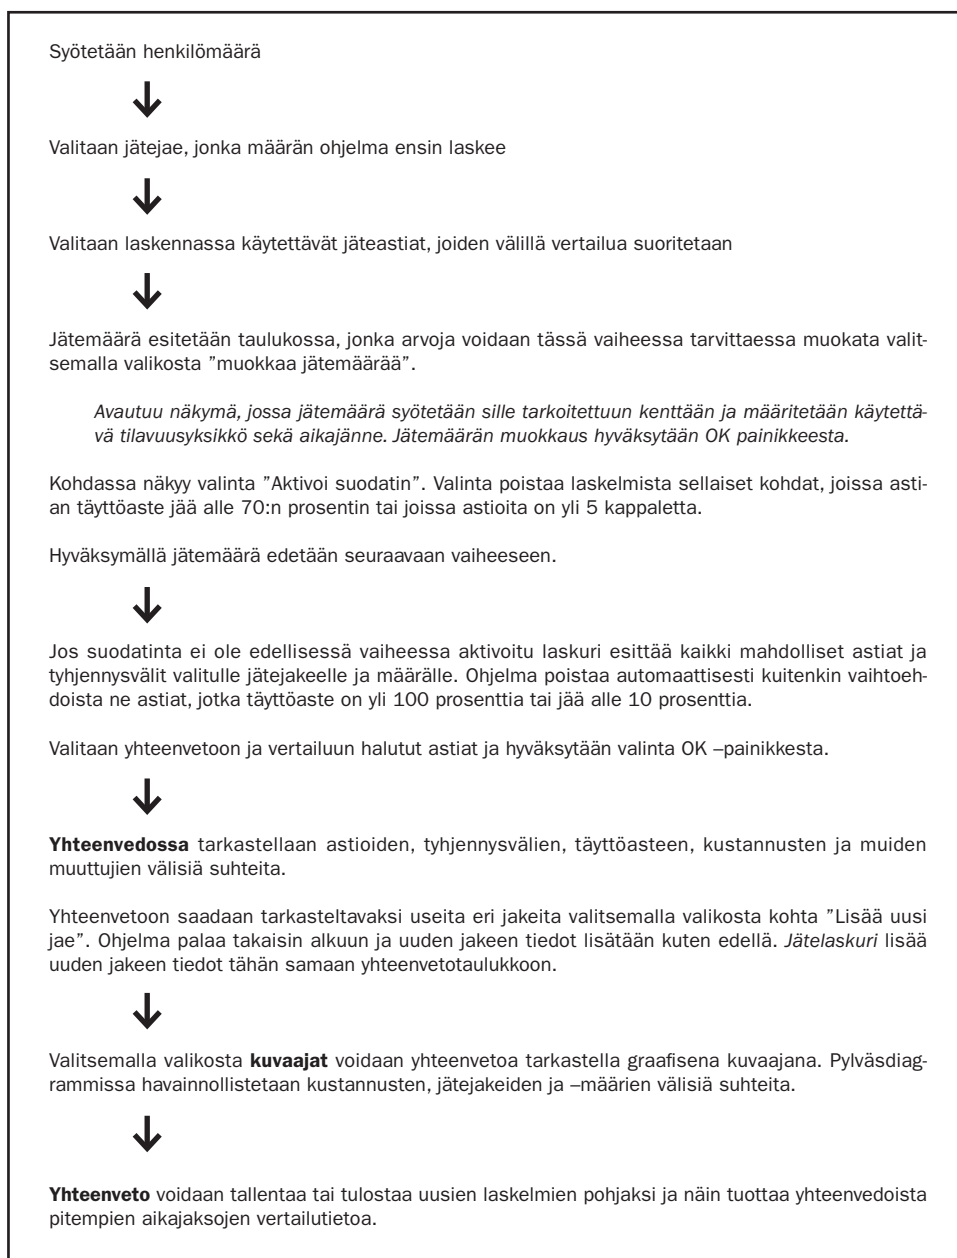 Syötetään henkilömäärä
Valitaan jätejae, jonka määrän ohjelma ensin laskee
Valitaan laskennassa käytettävät jäteastiat, joiden välillä vertailua suoritetaan
Jätemäärä esitetään taulukossa, jonka arvoja voidaan tässä vaiheessa tarvittaessa muokata valit-
semalla valikosta ”muokkaa jätemäärää”.
Avautuu näkymä, jossa jätemäärä syötetään sille tarkoitettuun kenttään ja määritetään käytettä-
vä tilavuusyksikkö sekä aikajänne. Jätemäärän muokkaus hyväksytään OK painikkeesta.
Kohdassa näkyy valinta ”Aktivoi suodatin”. Valinta poistaa laskelmista sellaiset kohdat, joissa asti-
an täyttöaste jää alle 70:n prosentin tai joissa astioita on yli 5 kappaletta.
Hyväksymällä jätemäärä edetään seuraavaan vaiheeseen.
Jos suodatinta ei ole edellisessä vaiheessa aktivoitu laskuri esittää kaikki mahdolliset astiat ja
tyhjennysvälit valitulle jätejakeelle ja määrälle. Ohjelma poistaa automaattisesti kuitenkin vaihtoeh-
doista ne astiat, jotka täyttöaste on yli 100 prosenttia tai jää alle 10 prosenttia.
Valitaan yhteenvetoon ja vertailuun halutut astiat ja hyväksytään valinta OK –painikkesta.
Yhteenvedossa tarkastellaan astioiden, tyhjennysvälien, täyttöasteen, kustannusten ja muiden
muuttujien välisiä suhteita.
Yhteenvetoon saadaan tarkasteltavaksi useita eri jakeita valitsemalla valikosta kohta ”Lisää uusi
jae”. Ohjelma palaa takaisin alkuun ja uuden jakeen tiedot lisätään kuten edellä. Jätelaskuri lisää
uuden jakeen tiedot tähän samaan yhteenvetotaulukkoon.
Valitsemalla valikosta kuvaajat voidaan yhteenvetoa tarkastella graafisena kuvaajana. Pylväsdiag-
rammissa havainnollistetaan kustannusten, jätejakeiden ja –määrien välisiä suhteita.
Yhteenveto voidaan tallentaa tai tulostaa uusien laskelmien pohjaksi ja näin tuottaa yhteenvedoista
pitempien aikajaksojen vertailutietoa.